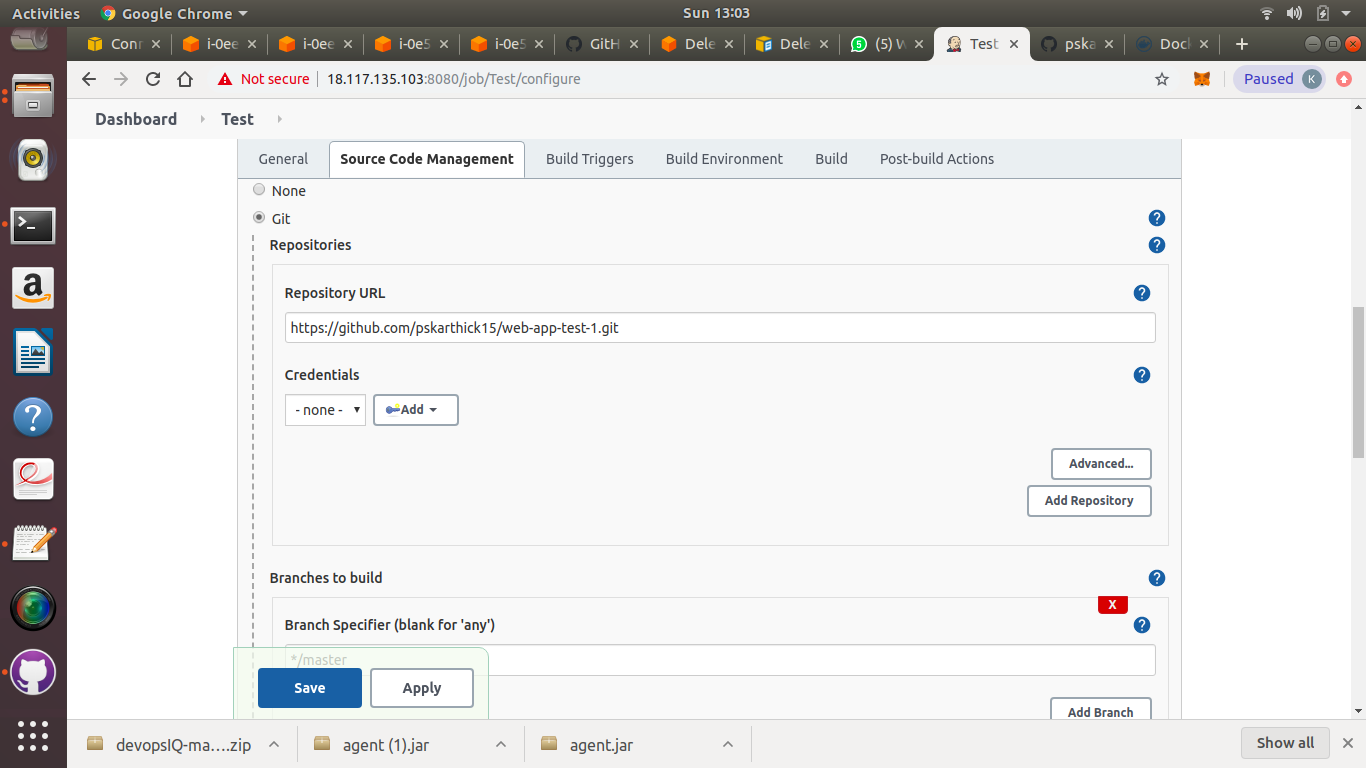 Activities Google Chrome Sun 13:03
Conn i-0ee i-0ee i-0e5 i-0e5 GitH Dele Dele (5) W Test pska Dock
Not secure 18.117.135.103:8080/job/Test/configure Paused K
Dashboard Test
General Source Code Management Build Triggers Build Environment Build Post-build Actions
None
Git
Repositories
Repository URL
https://github.com/pskarthick15/web-app-test-1.git
Credentials
- none - Add
Advanced...
Add Repository
Branches to build
X
Branch Specifier (blank for 'any')
*/master
Save Apply
Add Branch
devopsIQ-ma....zip agent (1).jar agent.jar Show all